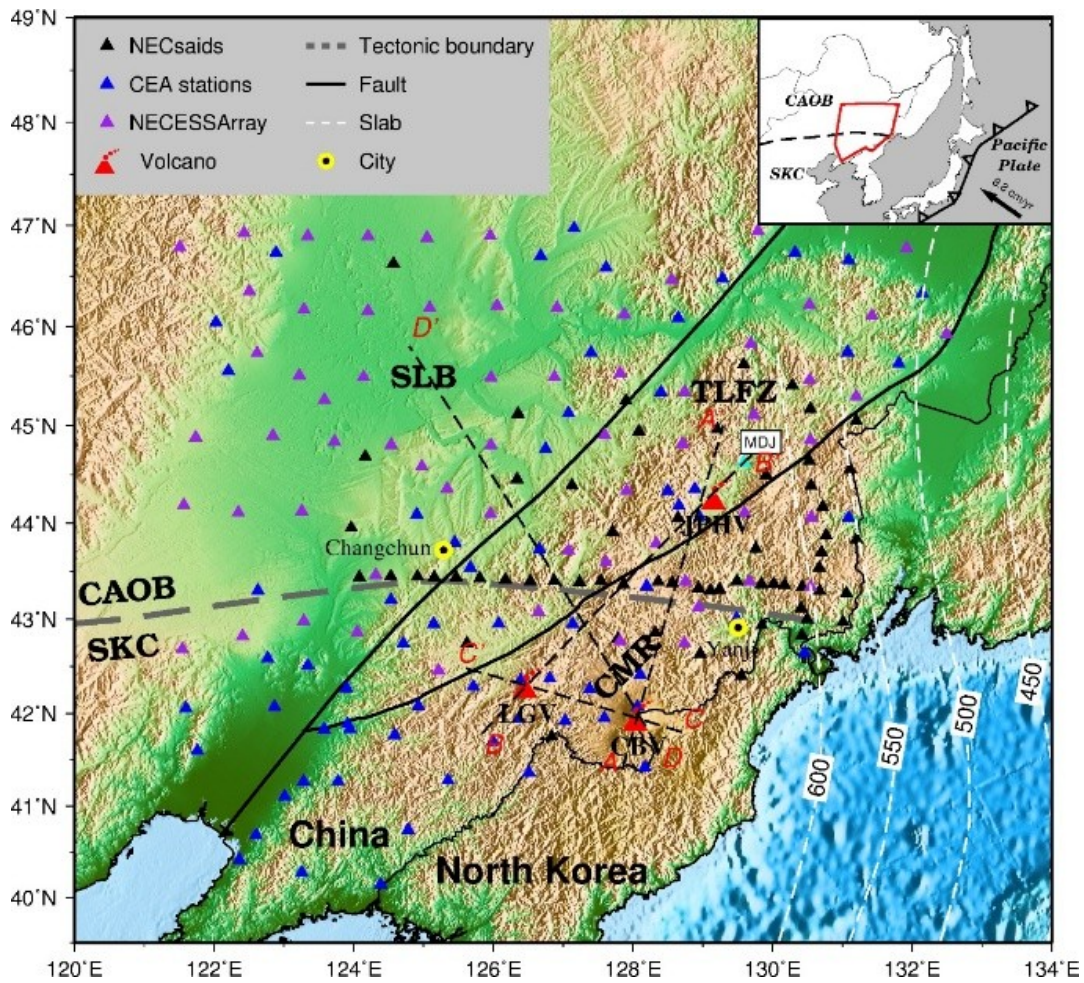 49°N
48°N
47°N
46°N
45°N
44°N
43°N
42°N
41°N
40°N
NECsaids
Tectonic boundary
CEA stations
Fault
NECESSArray
Slab
Volcano
City
CAOB
SKC
Pacific
Plate
8.8 cm/yr
D'
SLB
TLFZ
A'
MDJ
B'
JPHV
Changchun
CAOB
SKC
Yanji
C'
CMR
LGV
C
B
CBV
A
D
China
North Korea
600
550
500
450
120°E
122°E
124°E
126°E
128°E
130°E
132°E
134°E